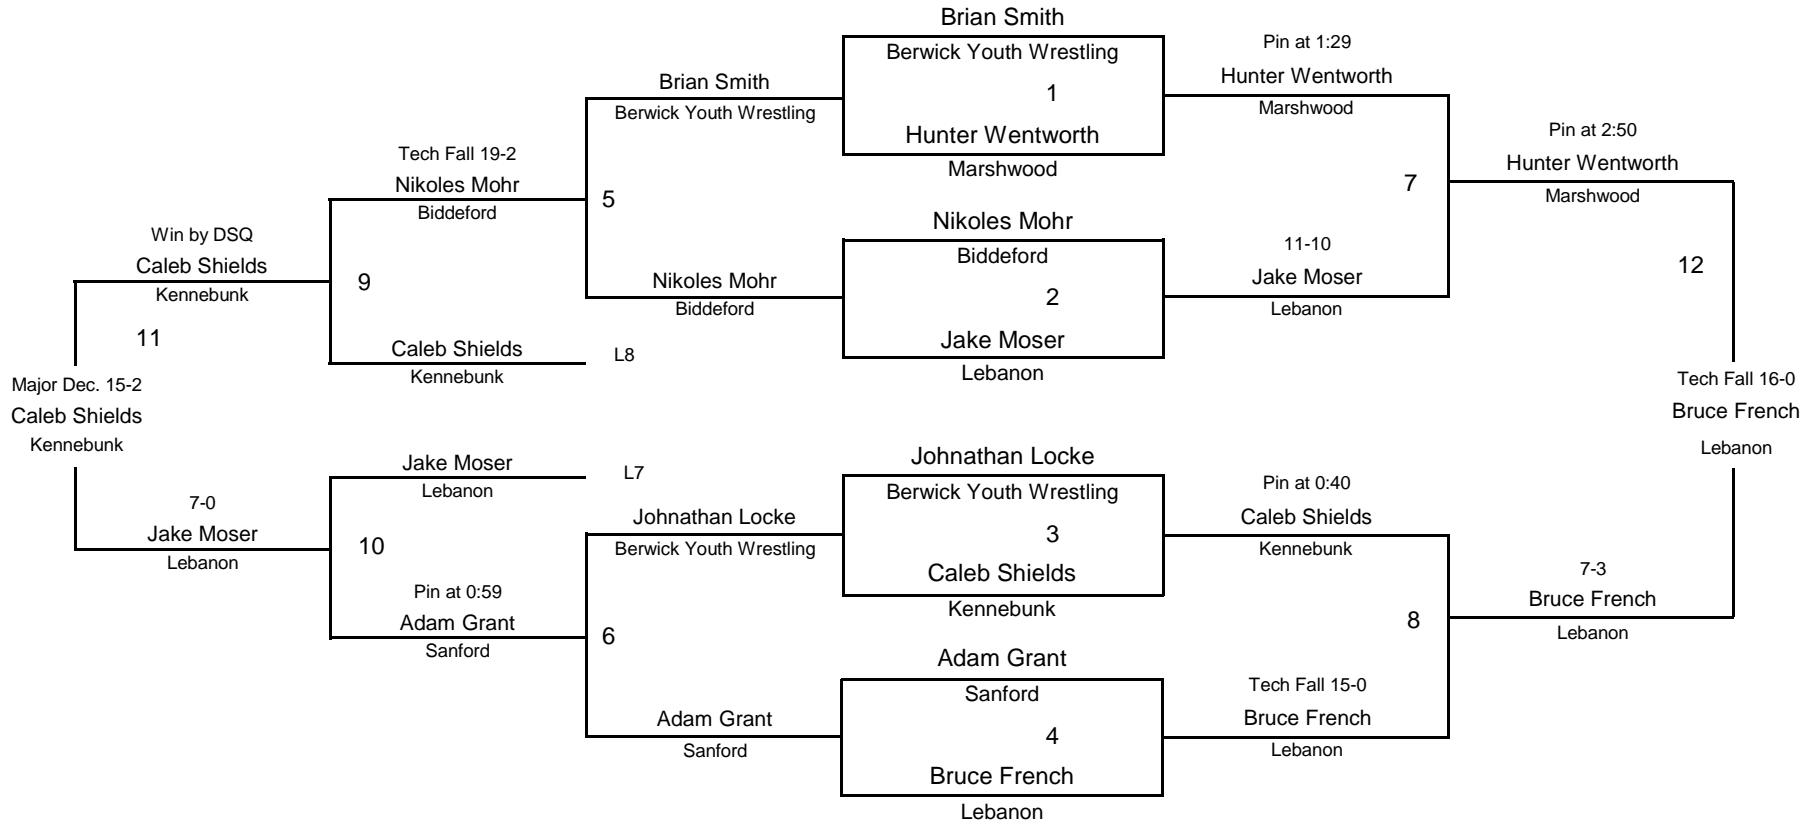 Brian Smith
Berwick Youth Wrestling
1
Hunter Wentworth
Marshwood
Nikoles Mohr
Biddeford
2
Jake Moser
Lebanon
Johnathan Locke
Berwick Youth Wrestling
3
Caleb Shields
Kennebunk
Adam Grant
Sanford
4
Bruce French
Lebanon
Pin at 1:29
Hunter Wentworth
Marshwood
7
11-10
Jake Moser
Lebanon
Pin at 0:40
Caleb Shields
Kennebunk
8
Tech Fall 15-0
Bruce French
Lebanon
Pin at 2:50
Hunter Wentworth
Marshwood
12
7-3
Bruce French
Lebanon
Tech Fall 16-0
Bruce French
Lebanon
Brian Smith
Berwick Youth Wrestling
5
Nikoles Mohr
Biddeford
L8
L7
Johnathan Locke
Berwick Youth Wrestling
6
Adam Grant
Sanford
Tech Fall 19-2
Nikoles Mohr
Biddeford
9
Caleb Shields
Kennebunk
Jake Moser
Lebanon
10
Pin at 0:59
Adam Grant
Sanford
Win by DSQ
Caleb Shields
Kennebunk
11
7-0
Jake Moser
Lebanon
Major Dec. 15-2
Caleb Shields
Kennebunk